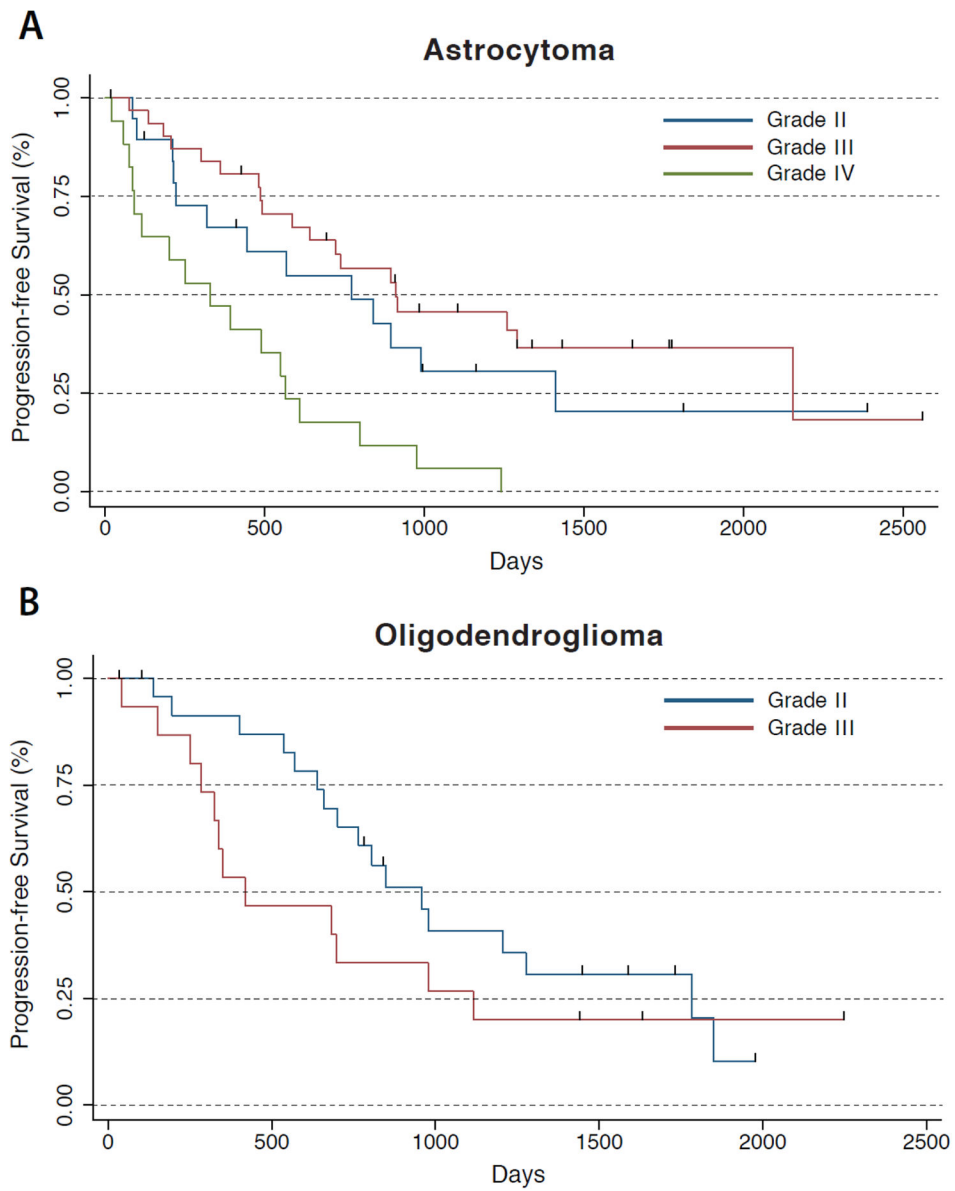 A
Astrocytoma
Progression-free Survival (%)
1.00
0.75
0.50
0.25
0.00
Grade II
Grade III
Grade IV
0 500 1000 1500 2000 2500
Days
B
Oligodendroglioma
Progression-free Survival (%)
1.00
0.75
0.50
0.25
0.00
Grade II
Grade III
0 500 1000 1500 2000 2500
Days